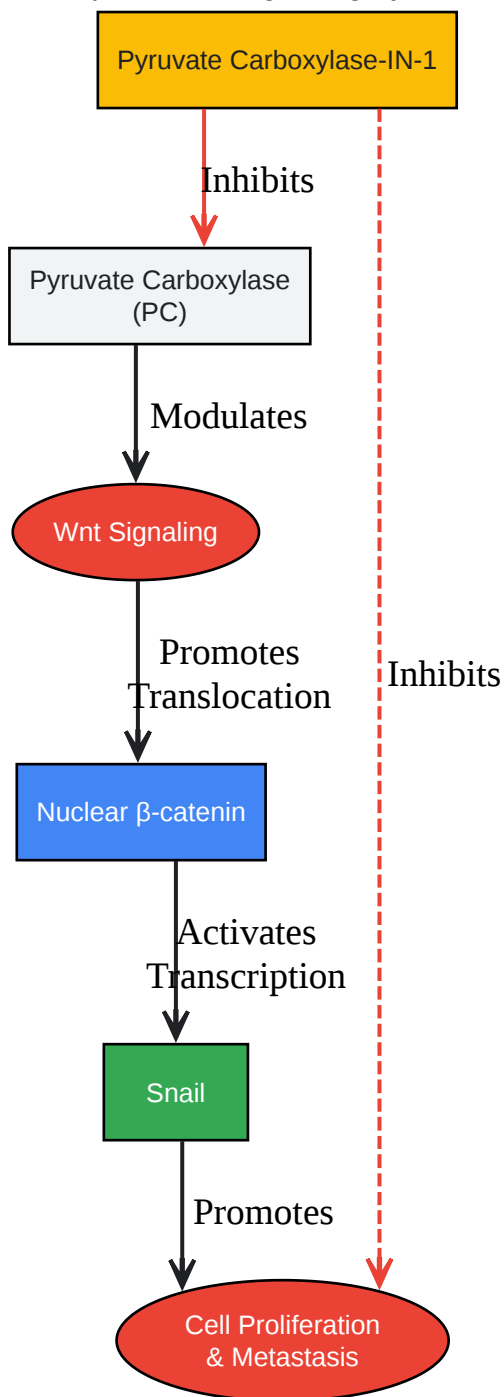 Pyruvate Carboxylase-IN-1
Inhibits
Pyruvate Carboxylase
(PC)
Modulates
Wnt Signaling
Promotes
Translocation
Inhibits
Nuclear β-catenin
Activates
Transcription
Snail
Promotes
Cell Proliferation
& Metastasis